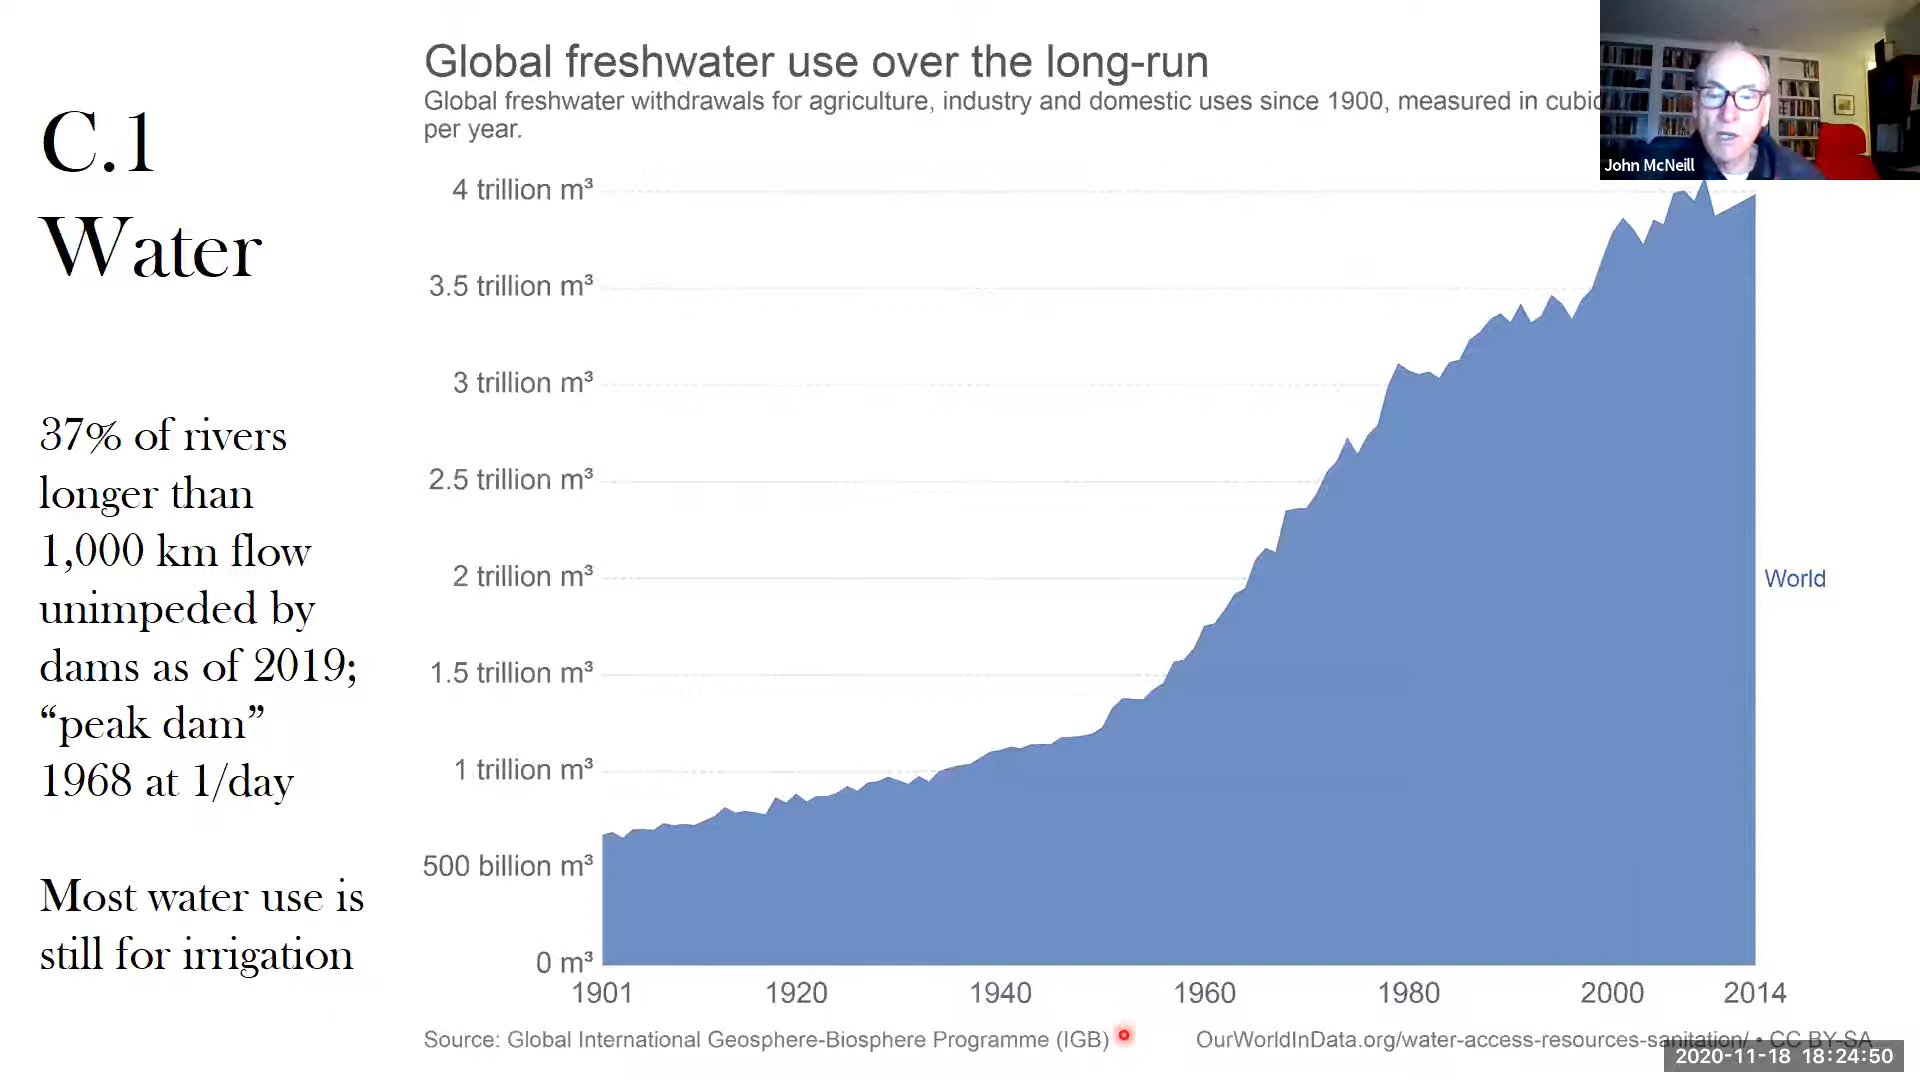 C.1
Water
37% of rivers
longer than
1,000 km flow
unimpeded by
dams as of 2019;
“peak dam”
1968 at 1/day
Most water use is
still for irrigation
Global freshwater use over the long-run
Global freshwater withdrawals for agriculture, industry and domestic uses since 1900, measured in
per year.
John McNeill
4 trillion m³
3.5 trillion m³
3 trillion m³
2.5 trillion m³
2 trillion m³
1.5 trillion m³
1 trillion m³
500 billion m³
0 m³
World
1901 1920 1940 1960 1980 2000 2014
Source: Global International Geosphere-Biosphere Programme (IGB)
OurWorldInData.org/water-access-resources-sanitation/ • CC BY-SA
2020-11-18 18:24:50